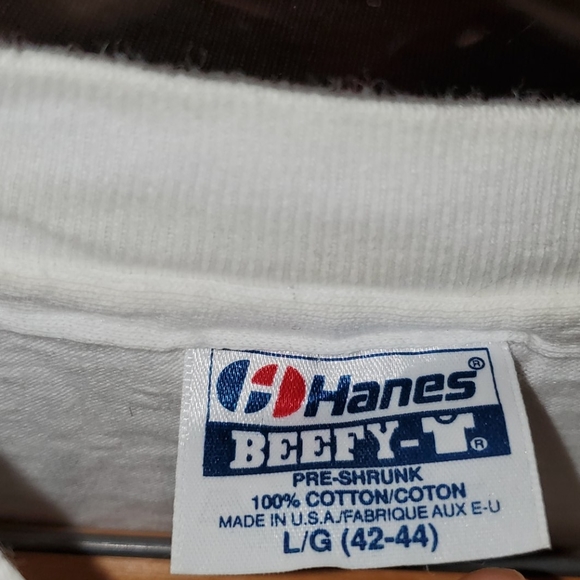 Hanes®
BEEFY-T®
PRE-SHRUNK
100% COTTON/COTON
MADE IN U.S.A./FABRIQUE AUX E-U
L/G (42-44)